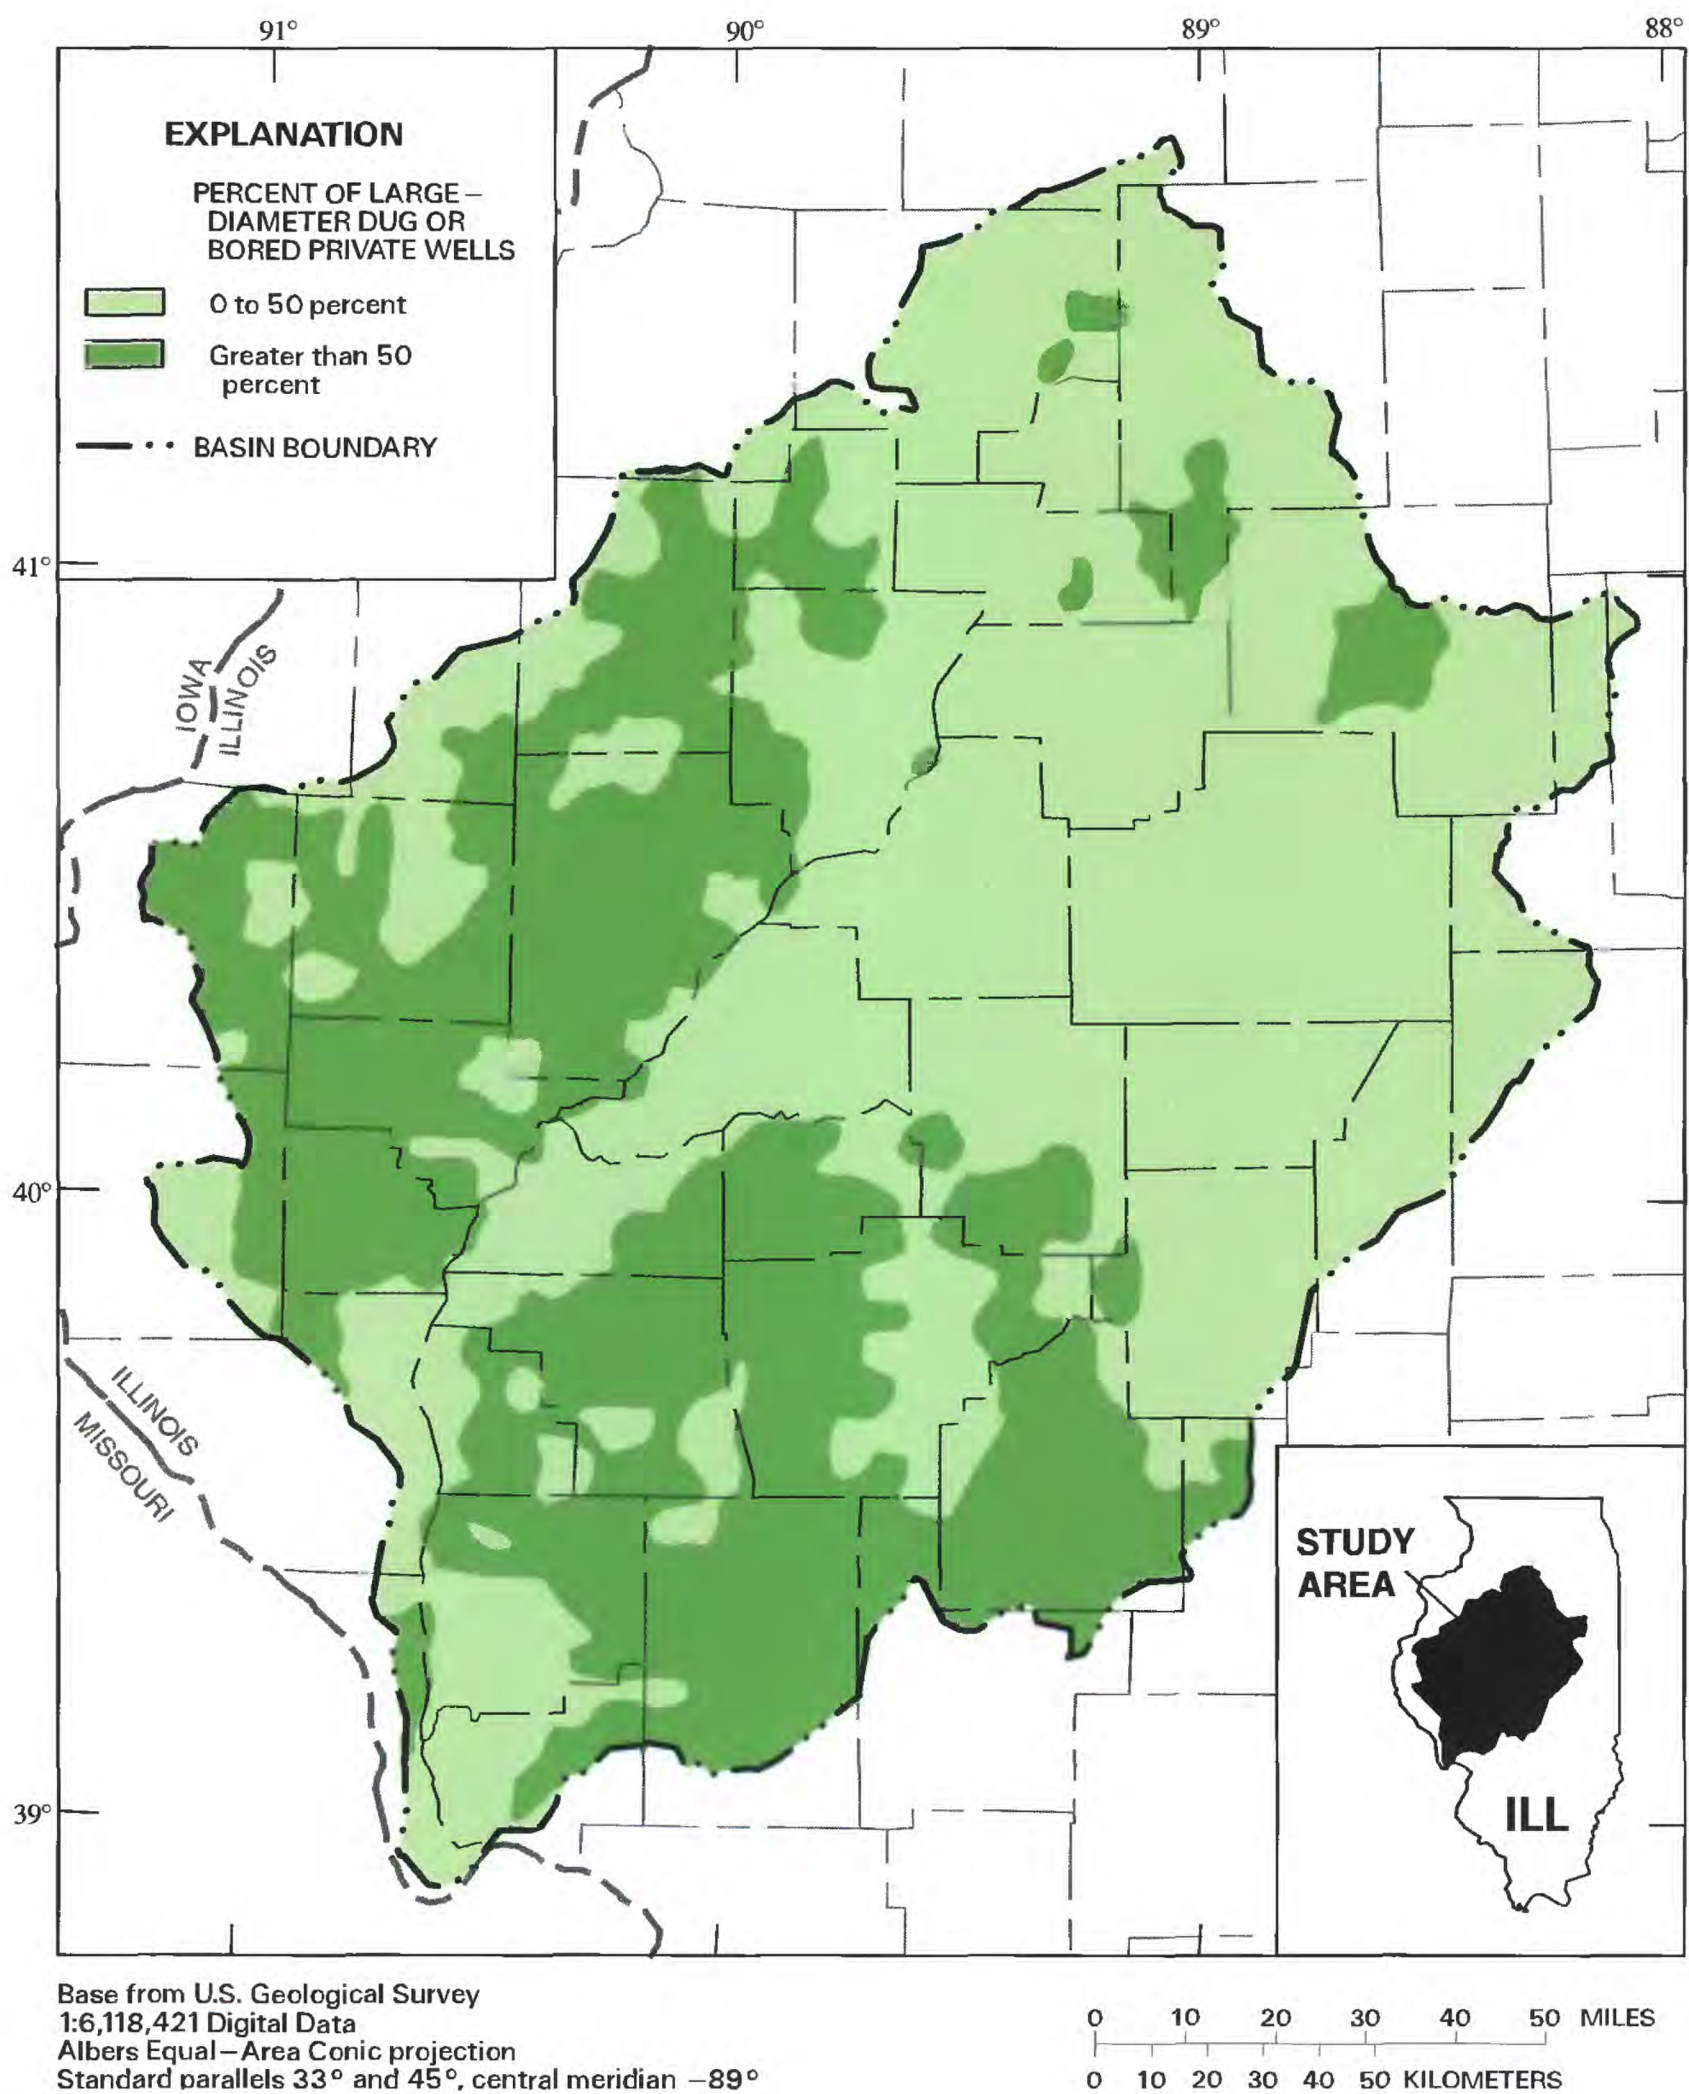 91° 90° 89° 88°
EXPLANATION
PERCENT OF LARGE–
DIAMETER DUG OR
BORED PRIVATE WELLS
0 to 50 percent
Greater than 50
percent
BASIN BOUNDARY
41°
IOWA
ILLINOIS
40°
ILLINOIS
MISSOURI
STUDY
AREA
ILL
39°
Base from U.S. Geological Survey
1:6,118,421 Digital Data
Albers Equal–Area Conic projection
Standard parallels 33° and 45°, central meridian –89°
0 10 20 30 40 50 MILES
0 10 20 30 40 50 KILOMETERS